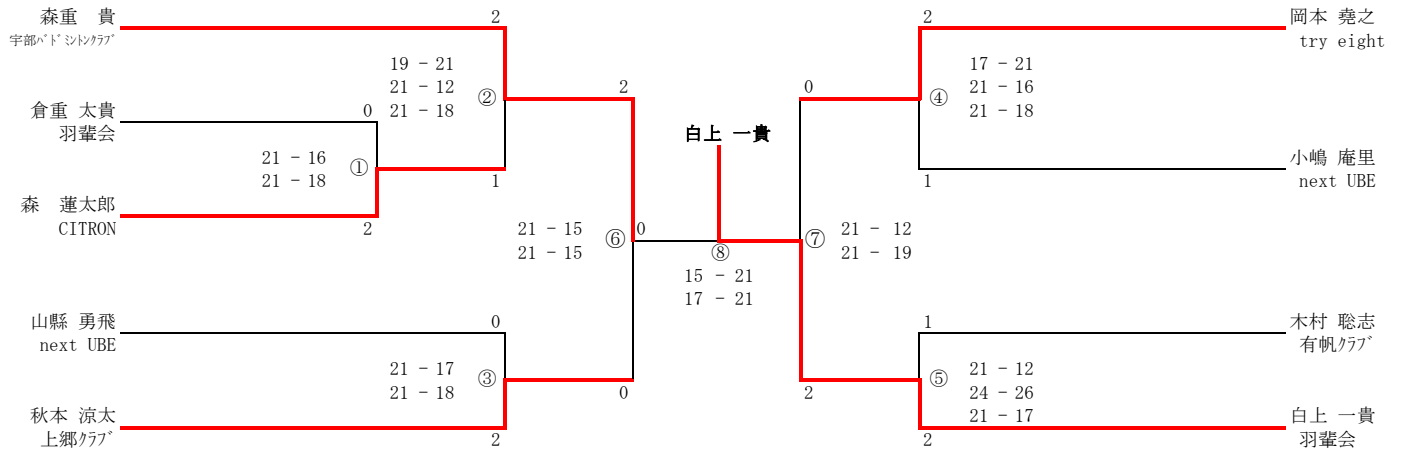 森重　貴
宇部ﾊﾞﾄﾞﾐﾝﾄﾝｸﾗﾌﾞ
2
19 - 21
21 - 12
21 - 18
②
倉重 太貴
羽輩会
0
21 - 16
21 - 18
①
1
森　蓮太郎
CITRON
2
2
21 - 15
21 - 15
⑥
0
山縣 勇飛
next UBE
0
21 - 17
21 - 18
③
0
秋本 涼太
上郷ｸﾗﾌﾞ
2
白上 一貴
⑧
15 - 21
17 - 21
2
岡本 堯之
try eight
0
④
17 - 21
21 - 16
21 - 18
小嶋 庵里
next UBE
1
⑦
21 - 12
21 - 19
1
木村 聡志
有帆ｸﾗﾌﾞ
2
⑤
21 - 12
24 - 26
21 - 17
白上 一貴
羽輩会
2